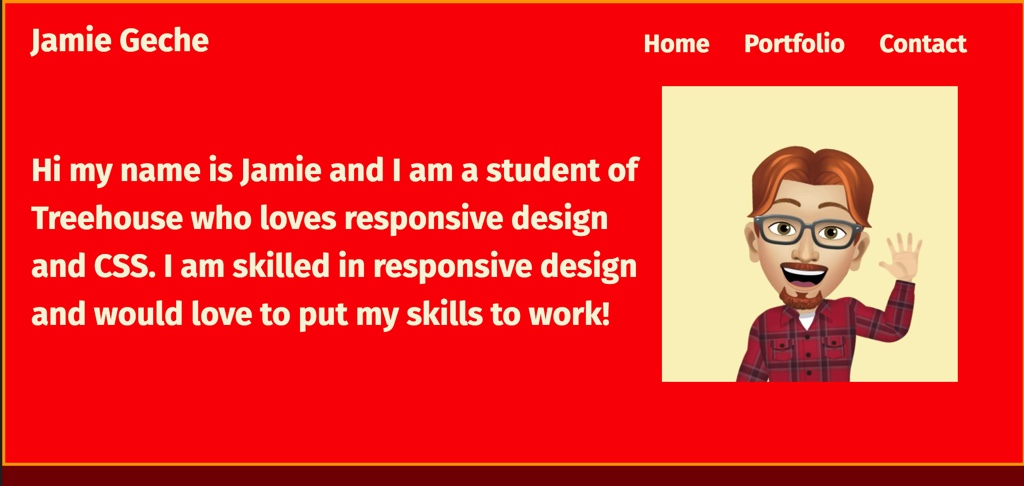 Jamie Geche
Home Portfolio Contact
Hi my name is Jamie and I am a student of
Treehouse who loves responsive design
and CSS. I am skilled in responsive design
and would love to put my skills to work!